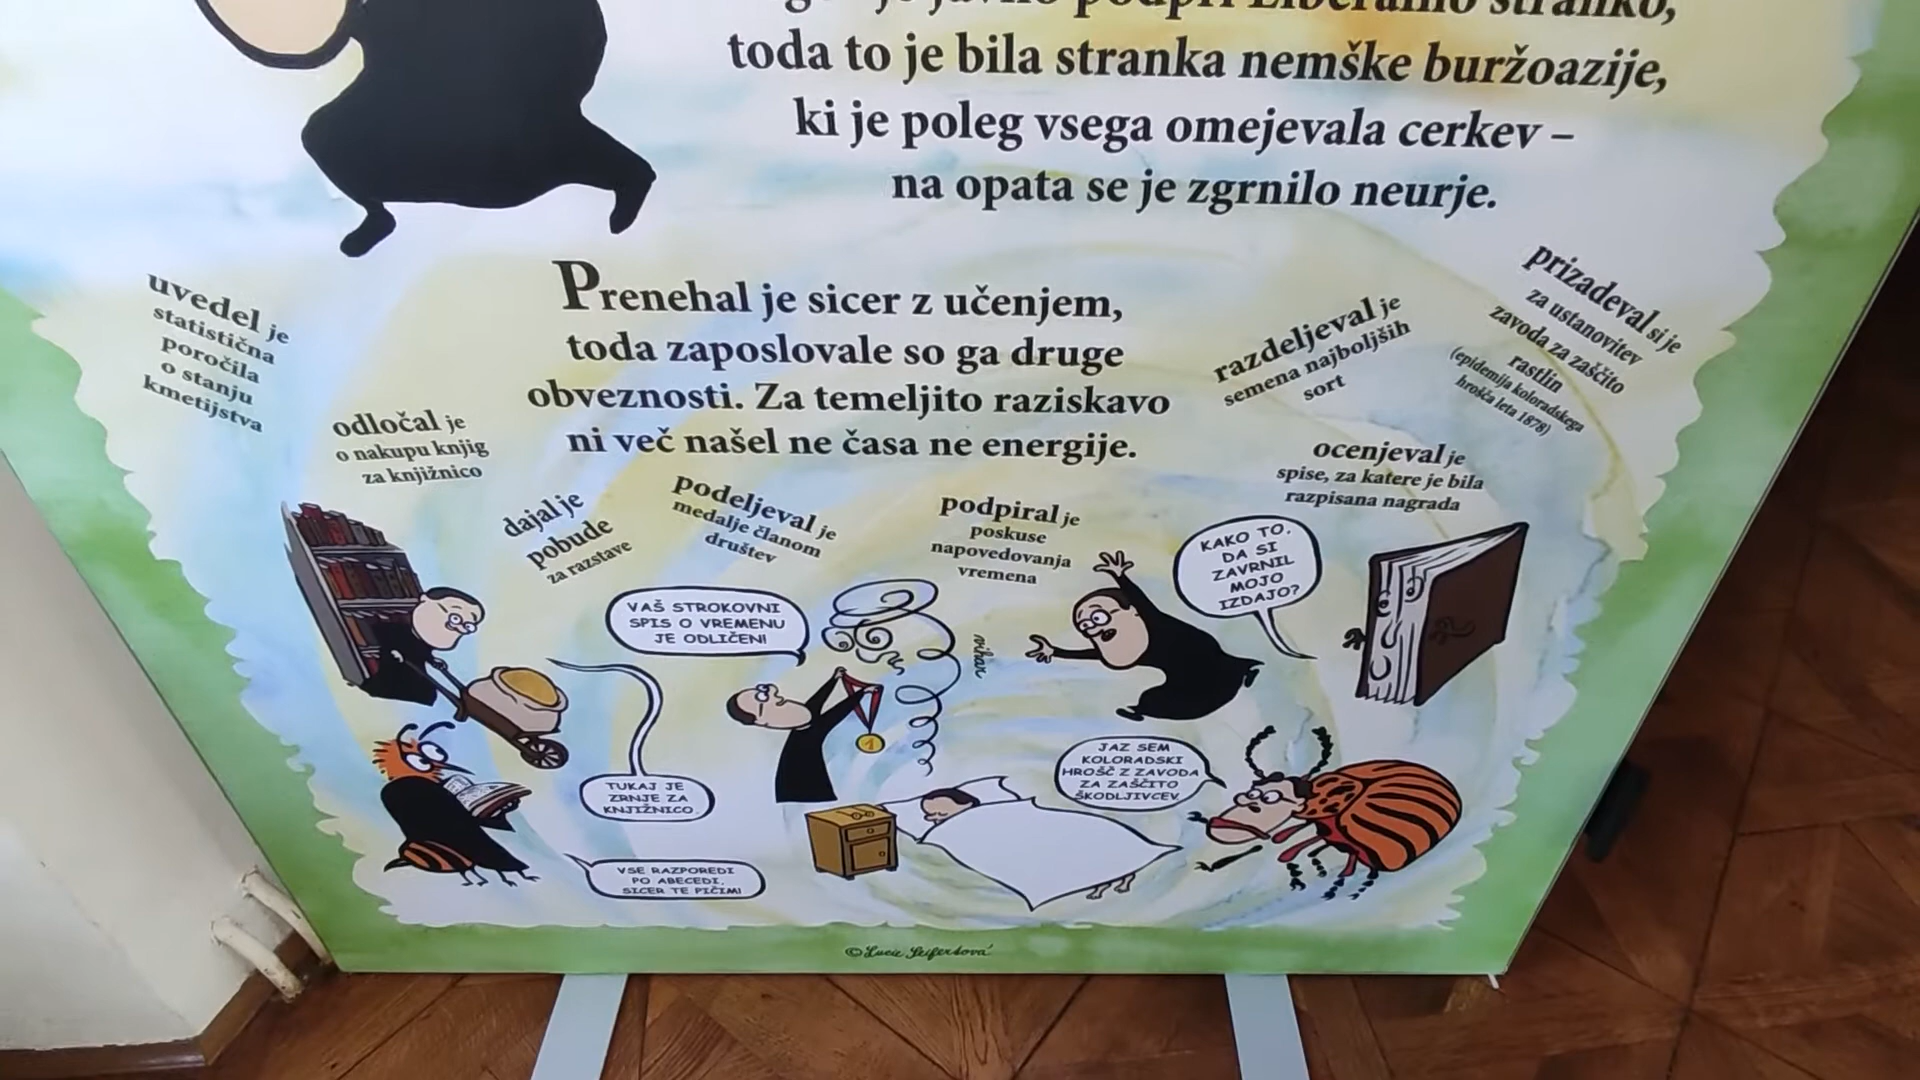 javno podprl Liberalno stranko,
toda to je bila stranka nemške buržoazije,
ki je poleg vsega omejevala cerkev –
na opata se je zgrnilo neurje.
Prenehal je sicer z učenjem,
toda zaposlovale so ga druge
obveznosti. Za temeljito raziskavo
ni več našel ne časa ne energije.
uvedel je
statistična
poročila
o stanju
kmetijstva
odločal je
o nakupu knjig
za knjižnico
dajal je
pobude
za razstave
podeljeval je
medalje članom
društev
podpiral je
poskuse
napovedovanja
vremena
razdeljeval je
semena najboljših
sort
prizadeval si je
za ustanovitev
zavoda za zaščito
rastlin
(epidemija koloradskega
hrošča leta 1878)
ocenjeval je
spise, za katere je bila
razpisana nagrada
VAŠ STROKOVNI
SPIS O VREMENU
JE ODLIČEN!
vihar
KAKO TO,
DA SI
ZAVRNIL
MOJO
IZDAJO?
TUKAJ JE
ZRNJE ZA
KNJIŽNICO.
VSE RAZPOREDI
PO ABECEDI,
SICER TE PIČIM!
JAZ SEM
KOLORADSKI
HROŠČ Z ZAVODA
ZA ZAŠČITO
ŠKODLJIVCEV.
© Lucie Seifertová